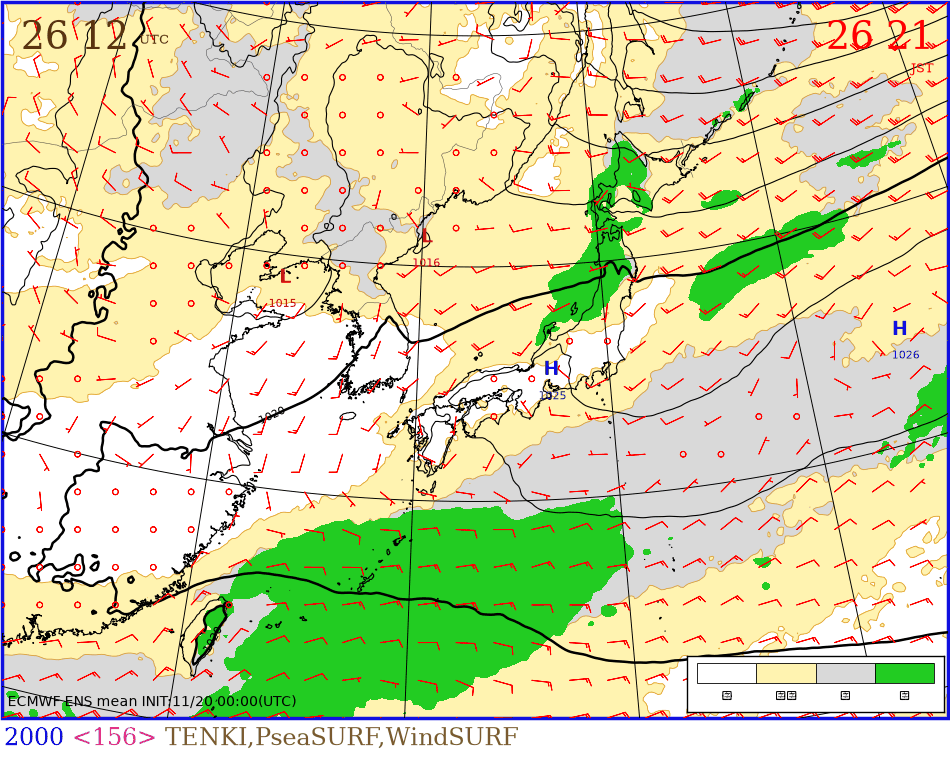 26 12 UTC
26 21
JST
L
1016
L
1015
H
1026
H
1025
1020
ECMWF ENS mean INIT:11/20 00:00(UTC)
2000 <156> TENKI,PseaSURF,WindSURF